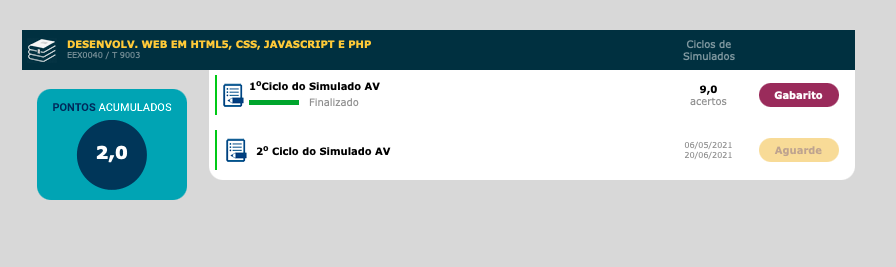 DESENVOLV. WEB EM HTML5, CSS, JAVASCRIPT E PHP
EEX0040 / T 9003
Ciclos de
Simulados
PONTOS ACUMULADOS
2,0
1ºCiclo do Simulado AV
Finalizado
9,0
acertos
Gabarito
2º Ciclo do Simulado AV
06/05/2021
20/06/2021
Aguarde